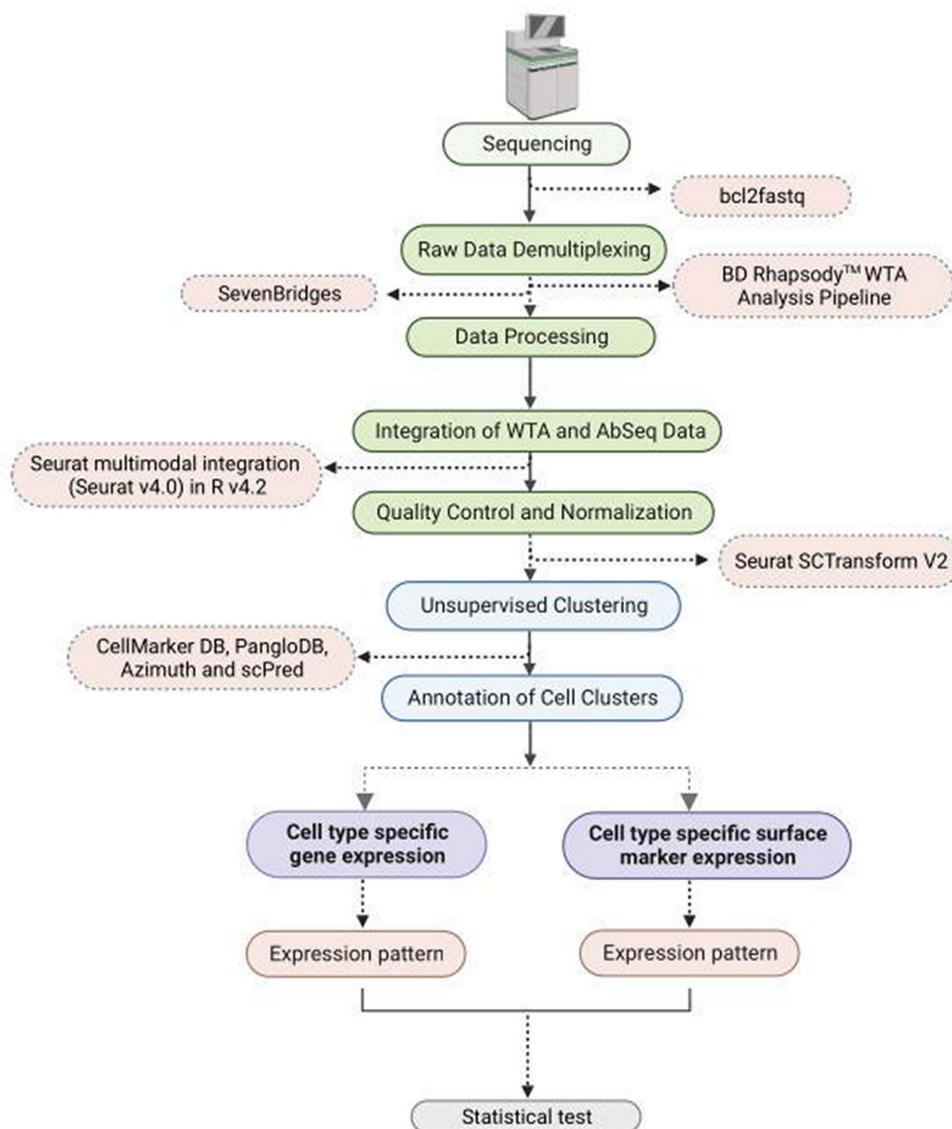 Sequencing
bcl2fastq
Raw Data Demultiplexing
BD Rhapsody™ WTA
Analysis Pipeline
SevenBridges
Data Processing
Integration of WTA and AbSeq Data
Seurat multimodal integration
(Seurat v4.0) in R v4.2
Quality Control and Normalization
Seurat SCTransform V2
Unsupervised Clustering
CellMarker DB, PangloDB,
Azimuth and scPred
Annotation of Cell Clusters
Cell type specific
gene expression
Cell type specific surface
marker expression
Expression pattern
Expression pattern
Statistical test